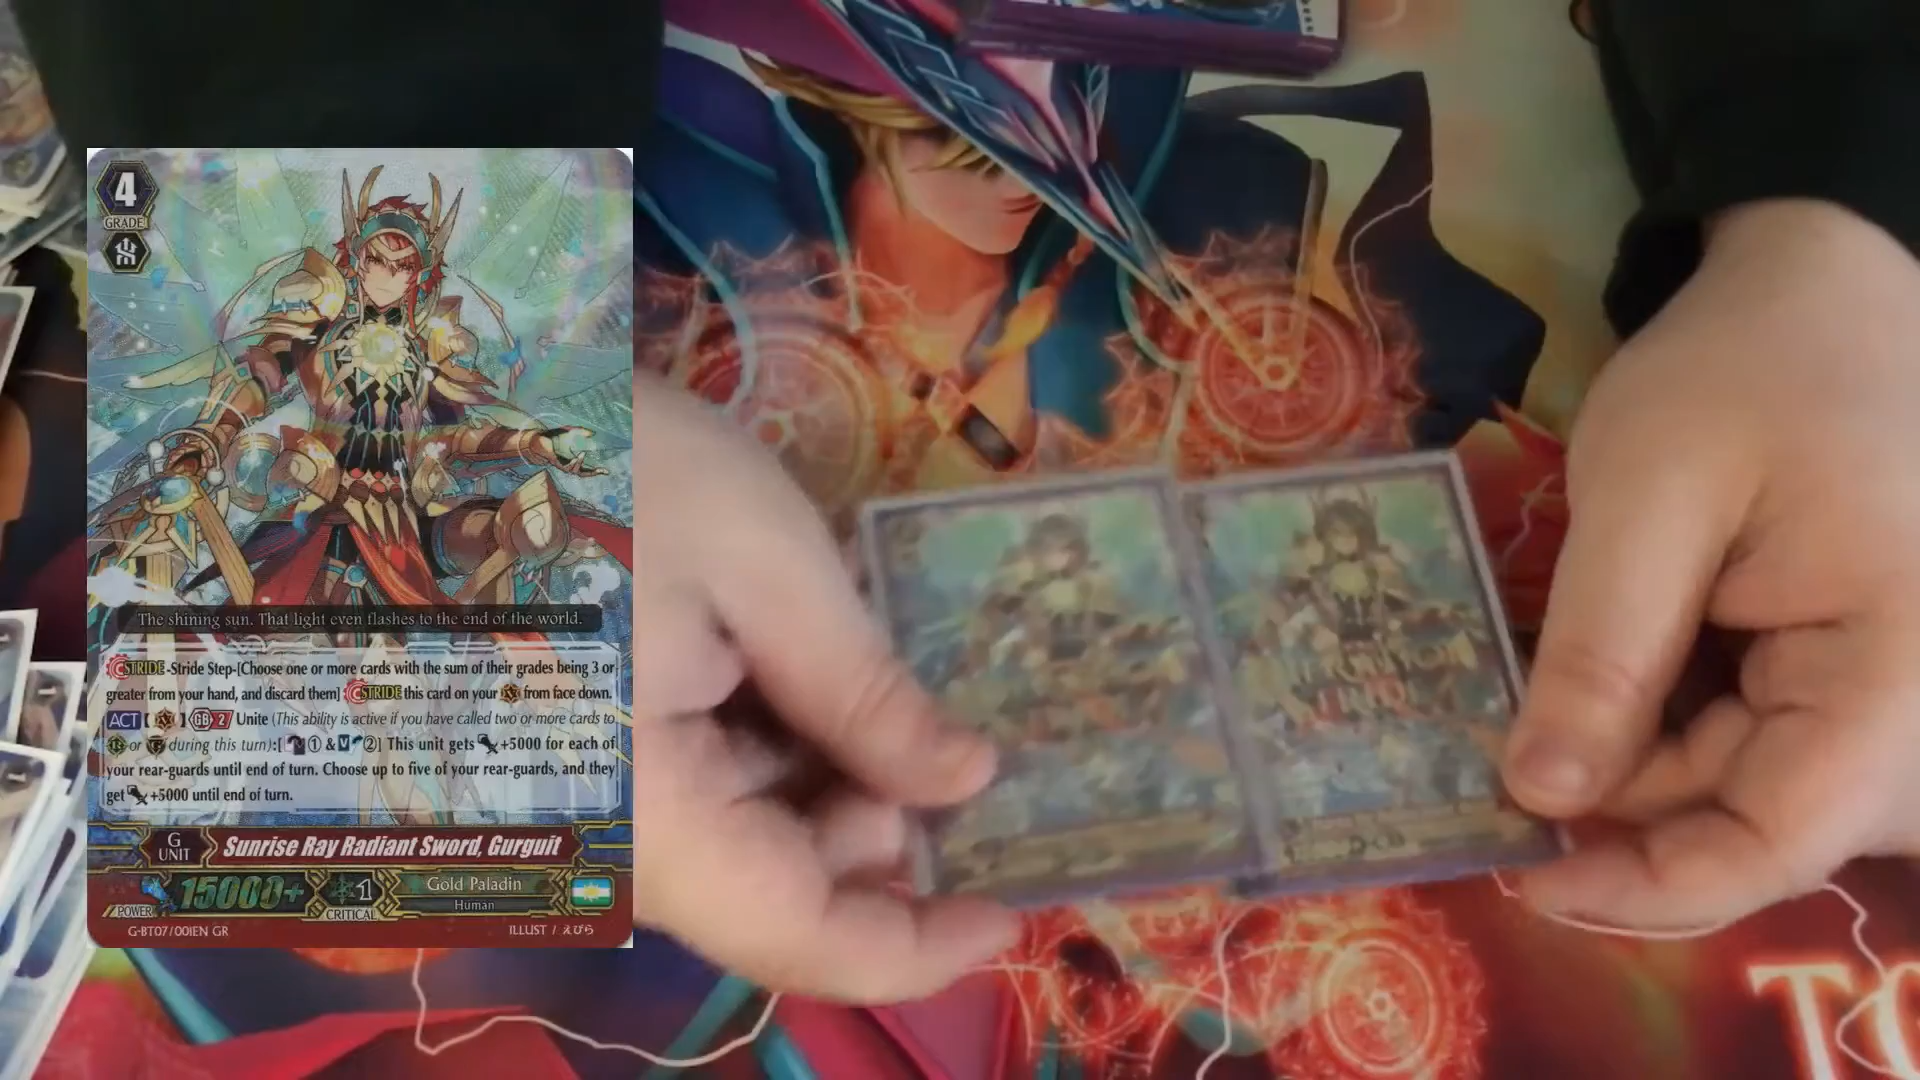 4
GRADE
The shining sun. That light even flashes to the end of the world.
STRIDE -Stride Step-[Choose one or more cards with the sum of their grades being 3 or
greater from your hand, and discard them] STRIDE this card on your from face down.
ACT【 】 GB 2 Unite (This ability is active if you have called two or more cards to
or during this turn):[ ① & ②] This unit gets +5000 for each of
your rear-guards until end of turn. Choose up to five of your rear-guards, and they
get +5000 until end of turn.
G
UNIT
Sunrise Ray Radiant Sword, Gurguit
POWER
15000+
1
CRITICAL
Gold Paladin
Human
G-BT07/001EN GR
ILLUST / えびら
1
1
1